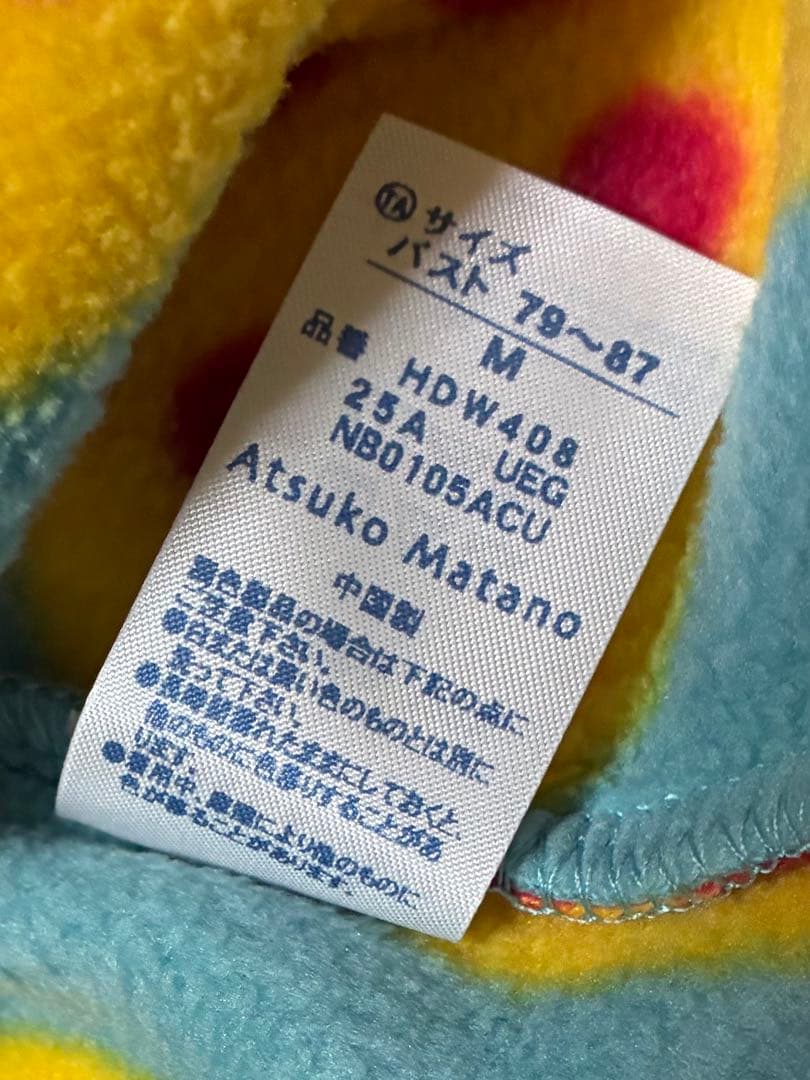 TA サイズ
バスト 79～87
M
品番 HDW408
25A UEG
NB0105ACU
Atsuko Matano
中国製
濃色製品の場合は下記の点に
ご注意下さい。
●白または淡い色のものとは別に
洗って下さい。
●長時間濡れたままにしておくと、
他のものに色移りすることがあ
ります。
●着用中、摩擦により他のものに
色が移ることがあります。